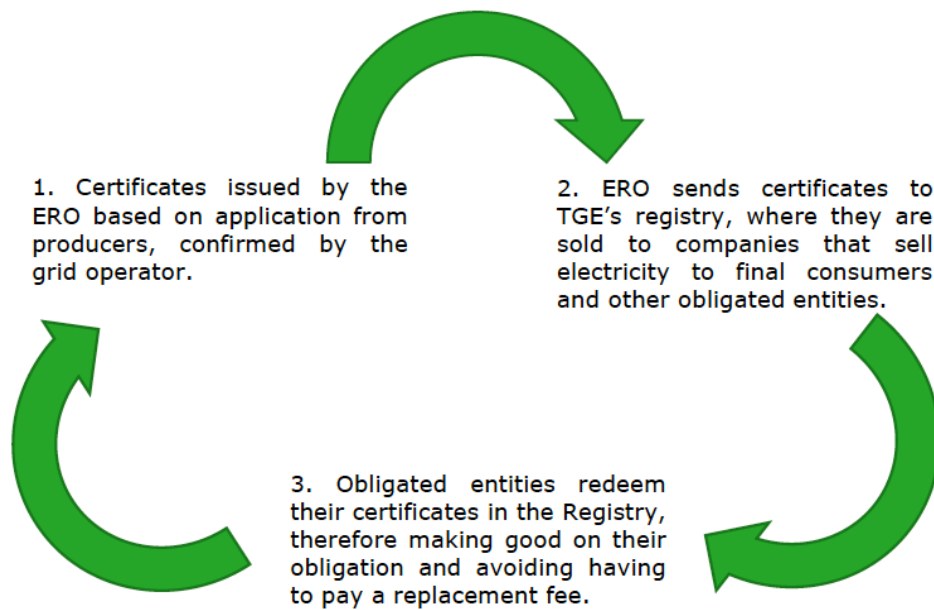 1. Certificates issued by the
ERO based on application from
producers, confirmed by the
grid operator.
2. ERO sends certificates to
TGE’s registry, where they are
sold to companies that sell
electricity to final consumers
and other obligated entities.
3. Obligated entities redeem
their certificates in the Registry,
therefore making good on their
obligation and avoiding having
to pay a replacement fee.